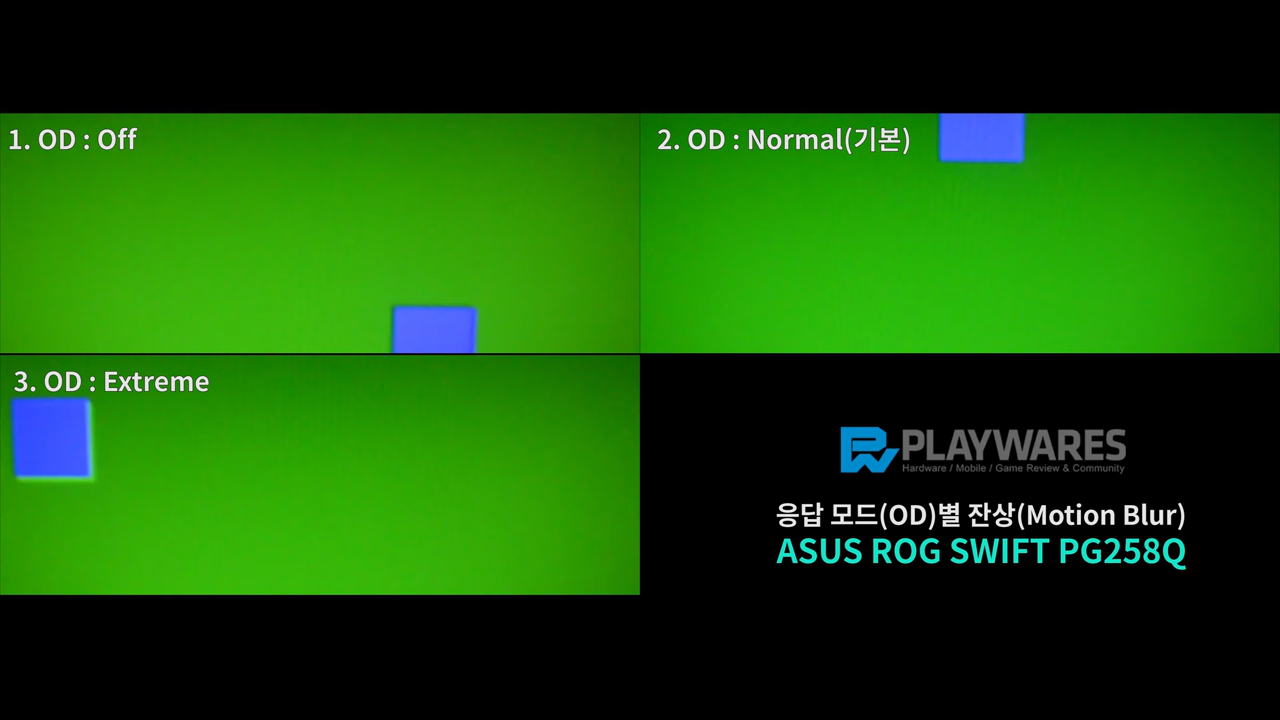 1. OD : Off
2. OD : Normal(기본)
3. OD : Extreme
PLAYWARES
Hardware / Mobile / Game Review & Community
응답 모드(OD)별 잔상(Motion Blur)
ASUS ROG SWIFT PG258Q